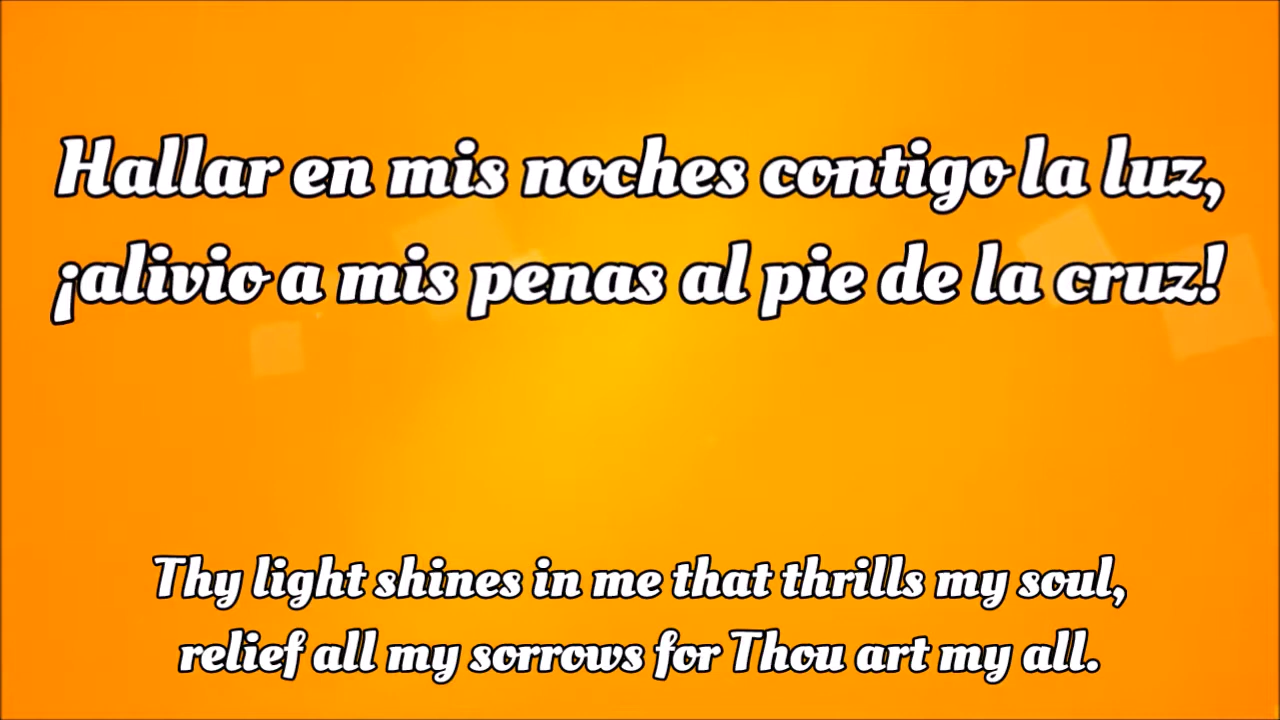 Hallar en mis noches contigo la luz,
¡alivio a mis penas al pie de la cruz!
Thy light shines in me that thrills my soul,
relief all my sorrows for Thou art my all.